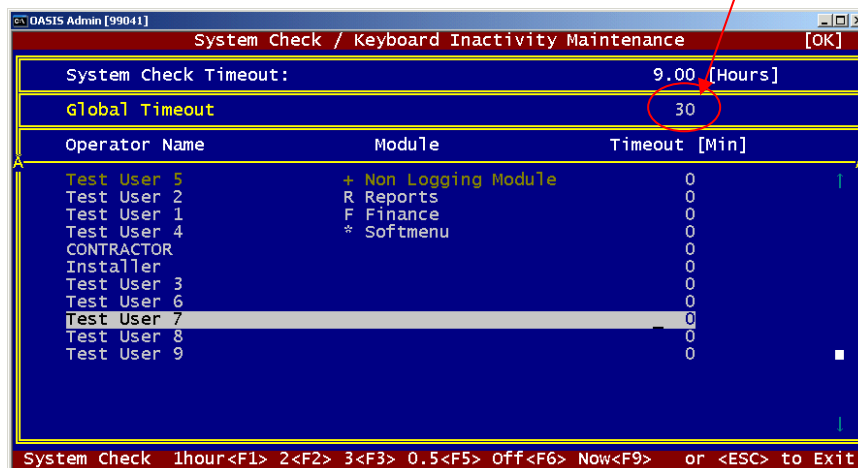 OASIS Admin [99041]
System Check / Keyboard Inactivity Maintenance [OK]
System Check Timeout: 9.00 [Hours]
Global Timeout 30
Operator Name Module Timeout [Min]
Test User 5 + Non Logging Module 0
Test User 2 R Reports 0
Test User 1 F Finance 0
Test User 4 * Softmenu 0
CONTRACTOR 0
Installer 0
Test User 3 0
Test User 6 0
Test User 7 _ 0
Test User 8 0
Test User 9 0
System Check 1hour<F1> 2<F2> 3<F3> 0.5<F5> Off<F6> Now<F9> or <ESC> to Exit